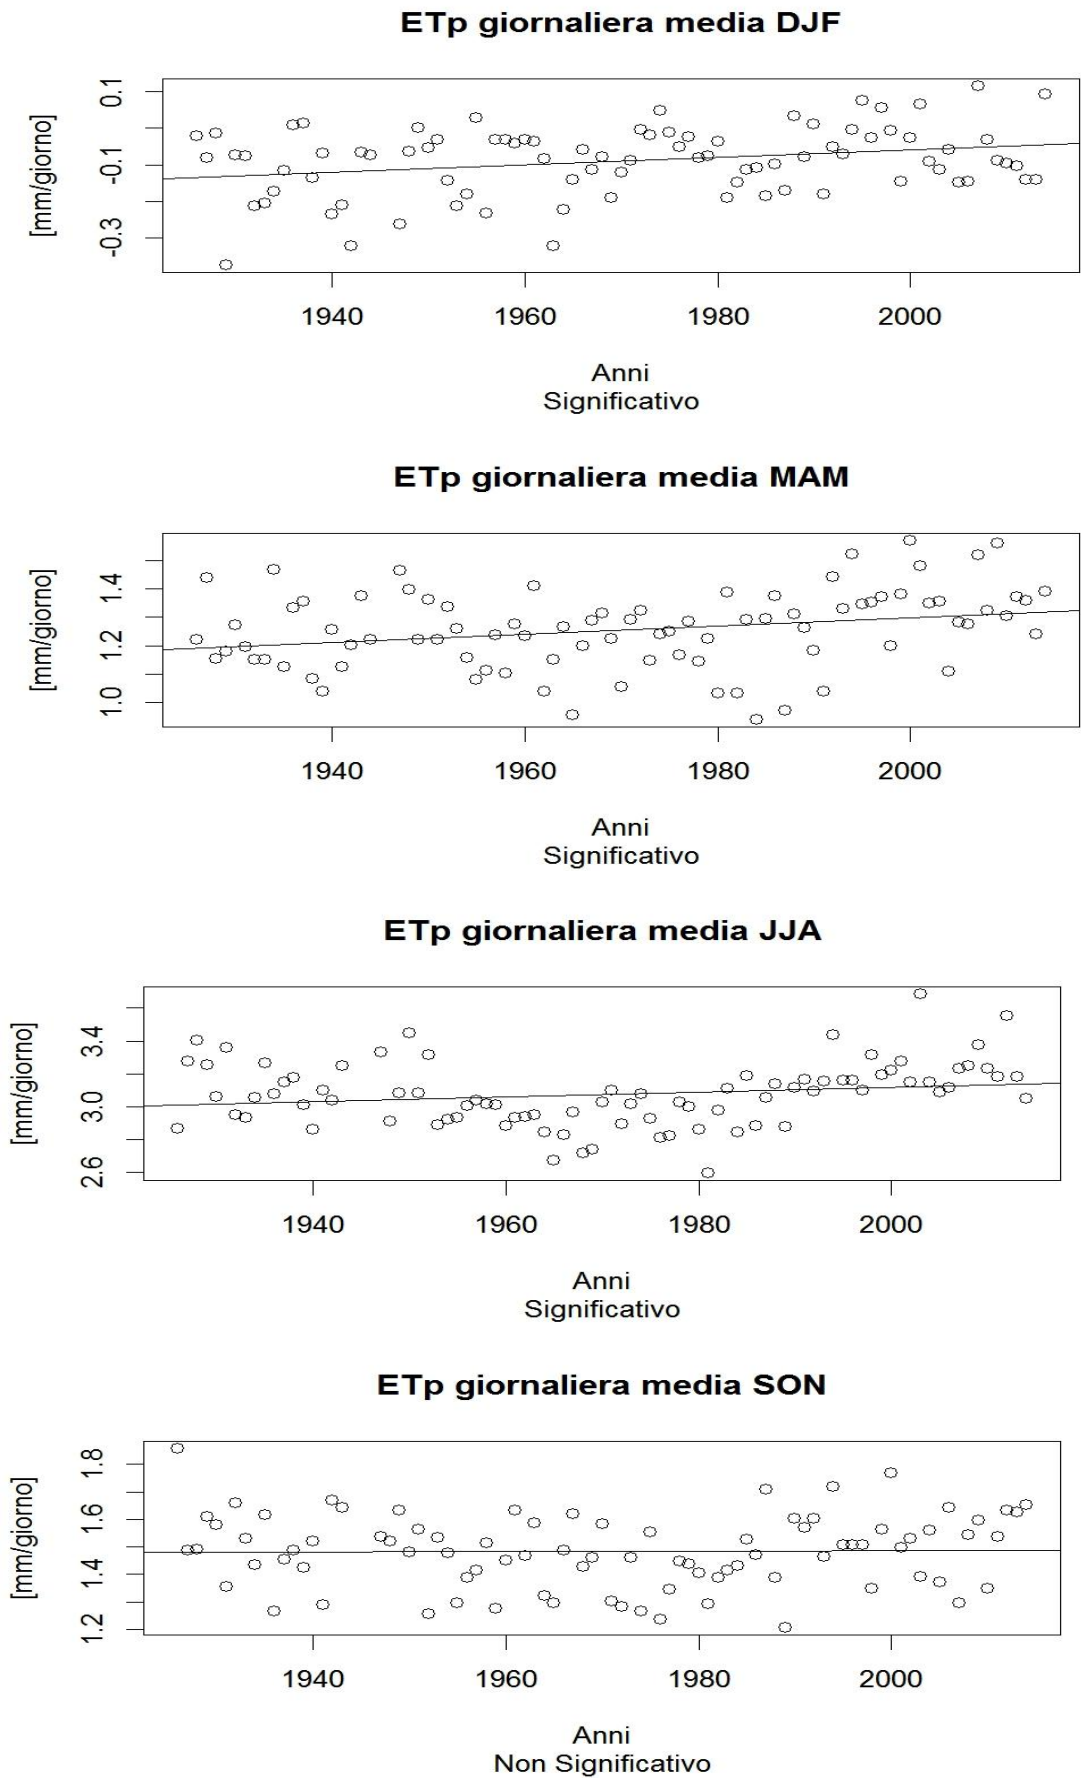 ETp giornaliera media DJF
[mm/giorno]
0.1
-0.1
-0.3
1940 1960 1980 2000
Anni
Significativo
ETp giornaliera media MAM
[mm/giorno]
1.4
1.2
1.0
1940 1960 1980 2000
Anni
Significativo
ETp giornaliera media JJA
[mm/giorno]
3.4
3.0
2.6
1940 1960 1980 2000
Anni
Significativo
ETp giornaliera media SON
[mm/giorno]
1.8
1.6
1.4
1.2
1940 1960 1980 2000
Anni
Non Significativo